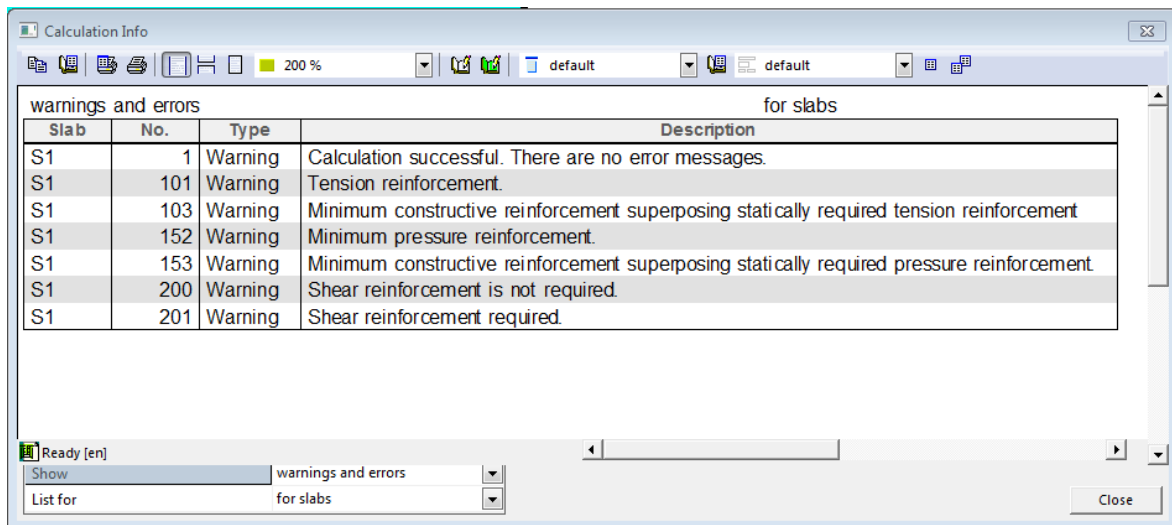 Calculation Info
200 % default default
warnings and errors for slabs
Slab No. Type Description
S1 1 Warning Calculation successful. There are no error messages.
S1 101 Warning Tension reinforcement.
S1 103 Warning Minimum constructive reinforcement superposing statically required tension reinforcement
S1 152 Warning Minimum pressure reinforcement.
S1 153 Warning Minimum constructive reinforcement superposing statically required pressure reinforcement.
S1 200 Warning Shear reinforcement is not required.
S1 201 Warning Shear reinforcement required.
Ready [en]
Show warnings and errors
List for for slabs
Close